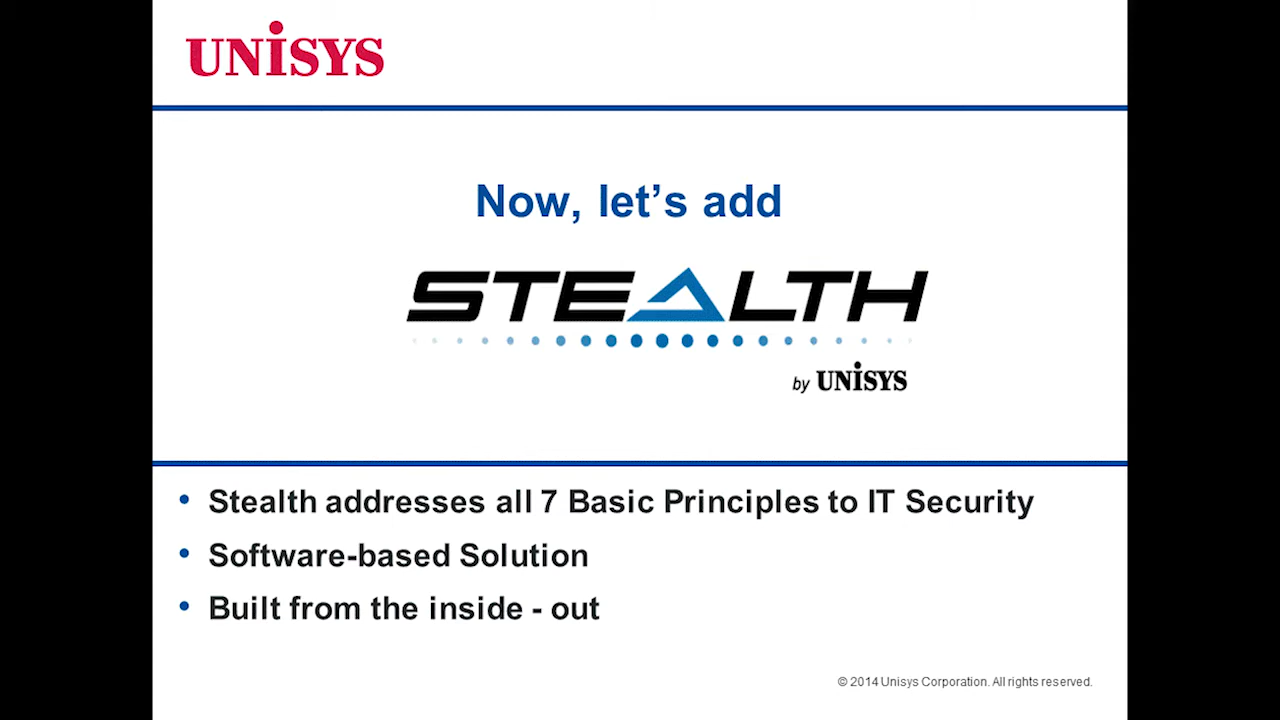 UNiSYS
Now, let's add
STEALTH
by UNiSYS
• Stealth addresses all 7 Basic Principles to IT Security
• Software-based Solution
• Built from the inside - out
© 2014 Unisys Corporation. All rights reserved.